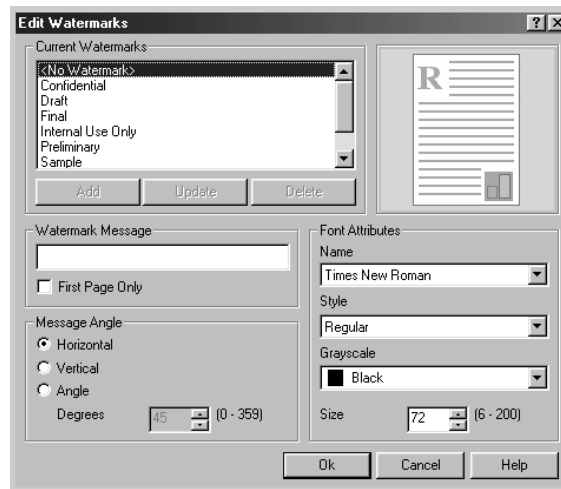 Edit Watermarks
Current Watermarks
<No Watermark>
Confidential
Draft
Final
Internal Use Only
Preliminary
Sample
Add Update Delete
R
Watermark Message
First Page Only
Message Angle
Horizontal
Vertical
Angle
Degrees 45 (0 - 359)
Font Attributes
Name
Times New Roman
Style
Regular
Grayscale
Black
Size 72 (6 - 200)
Ok Cancel Help